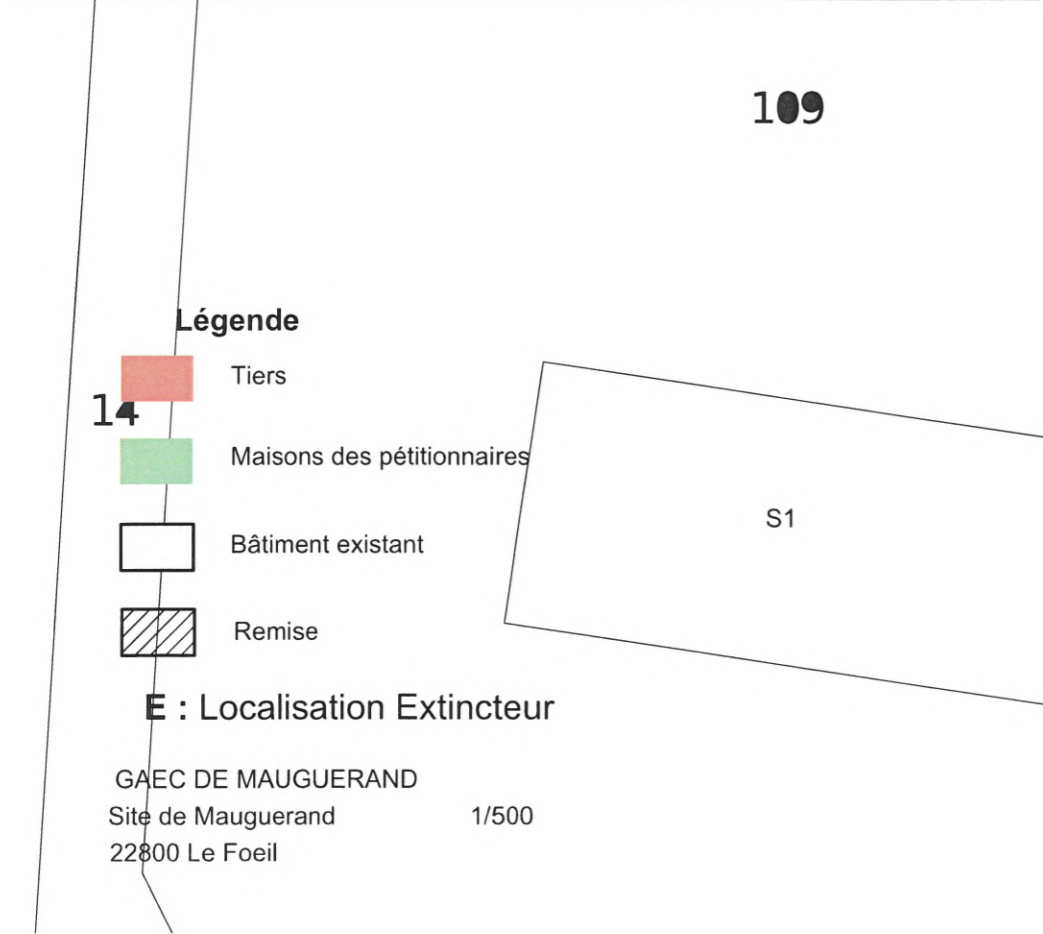 109
Légende
Tiers
14
Maisons des pétitionnaires
S1
Bâtiment existant
Remise
E : Localisation Extincteur
GAEC DE MAUGUERAND
Site de Mauguerand 1/500
22800 Le Foeil